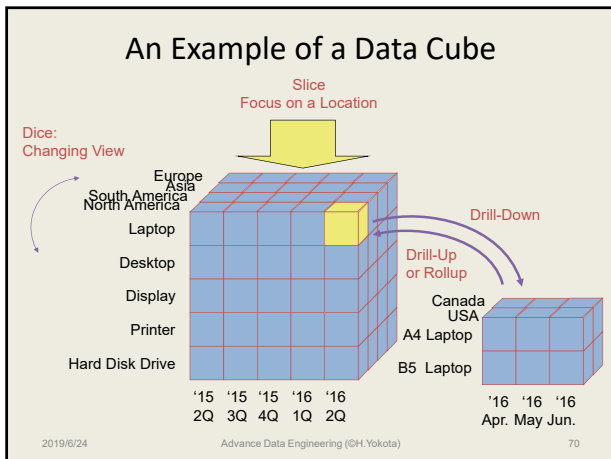 An Example of a Data Cube
Slice
Focus on a Location
Dice:
Changing View
Europe
Asia
South America
North America
Laptop
Desktop
Display
Printer
Hard Disk Drive
‘15 ‘15 ‘15 ‘16 ‘16
2Q 3Q 4Q 1Q 2Q
Drill-Down
Drill-Up
or Rollup
Canada
USA
A4 Laptop
B5 Laptop
’16 ‘16 ‘16
Apr. May Jun.
2019/6/24 Advance Data Engineering (©H.Yokota) 70